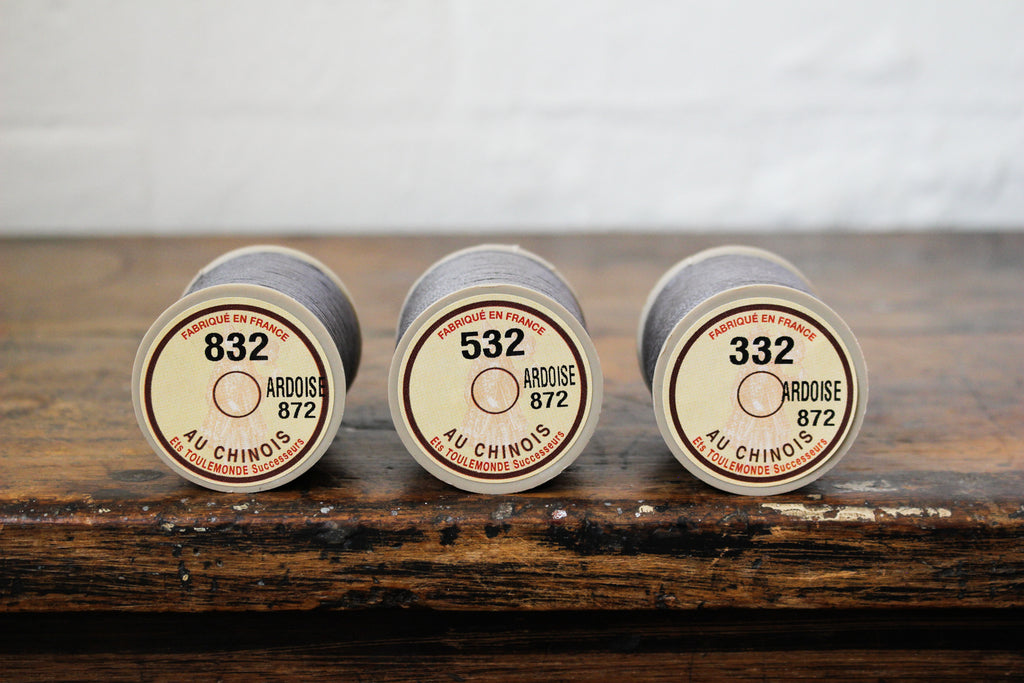 FABRIQUÉ EN FRANCE
832
ARDOISE
872
AU CHINOIS
Ets TOULEMONDE Successeurs
FABRIQUÉ EN FRANCE
532
ARDOISE
872
AU CHINOIS
Ets TOULEMONDE Successeurs
FABRIQUÉ EN FRANCE
332
ARDOISE
872
AU CHINOIS
Ets TOULEMONDE Successeurs